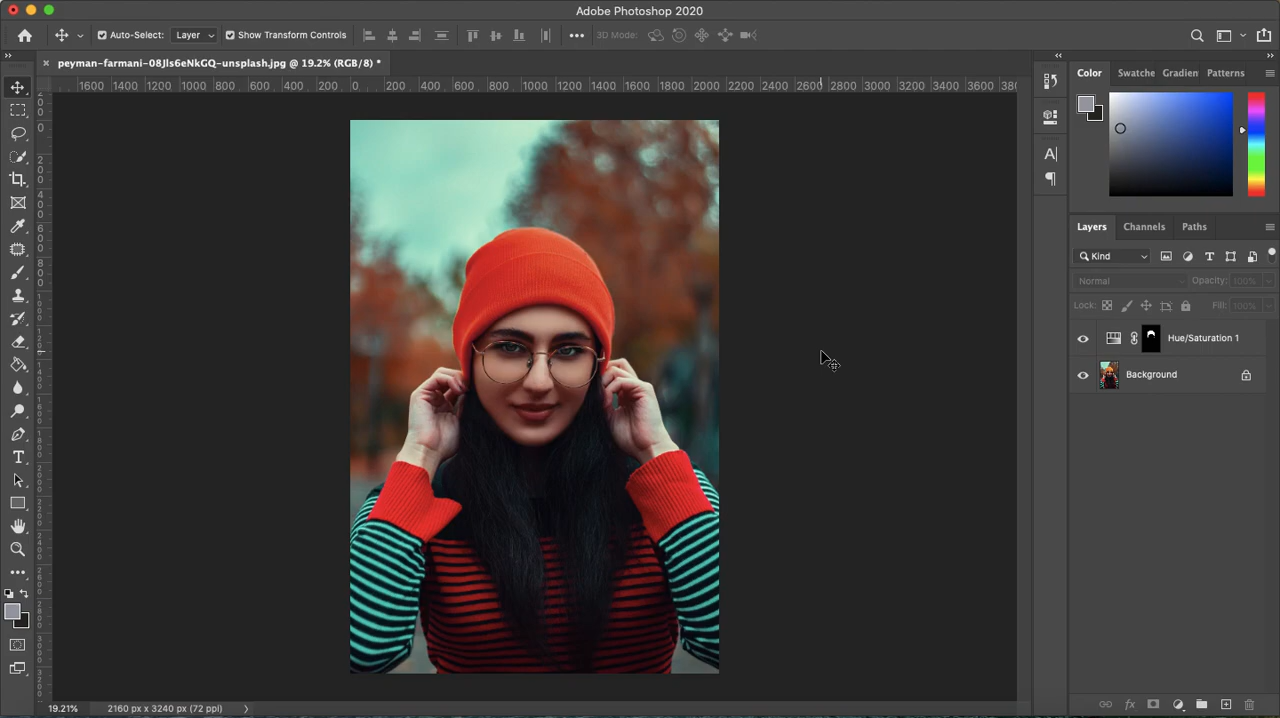 Adobe Photoshop 2020
Auto-Select: Layer Show Transform Controls 3D Mode:
peyman-farmani-08Jls6eNkGQ-unsplash.jpg @ 19.2% (RGB/8) *
1600 1400 1200 1000 800 600 400 200 0 200 400 600 800 1000 1200 1400 1600 1800 2000 2200 2400 2600 2800 3000 3200 3400 3600 380
Color Swatche Gradien Patterns
Layers Channels Paths
Kind
Normal Opacity: 100%
Lock: Fill: 100%
Hue/Saturation 1
Background
19.21% 2160 px x 3240 px (72 ppi)